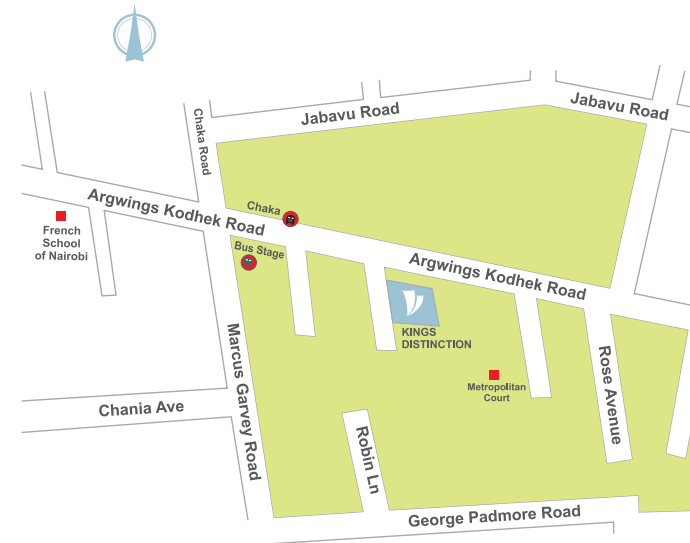 Jabavu Road
Jabavu Road
Chaka Road
Argwings Kodhek Road
Chaka
French
School
of Nairobi
Bus Stage
Argwings Kodhek Road
KINGS
DISTINCTION
Marcus Garvey Road
Metropolitan
Court
Rose Avenue
Chania Ave
Robin Ln
George Padmore Road